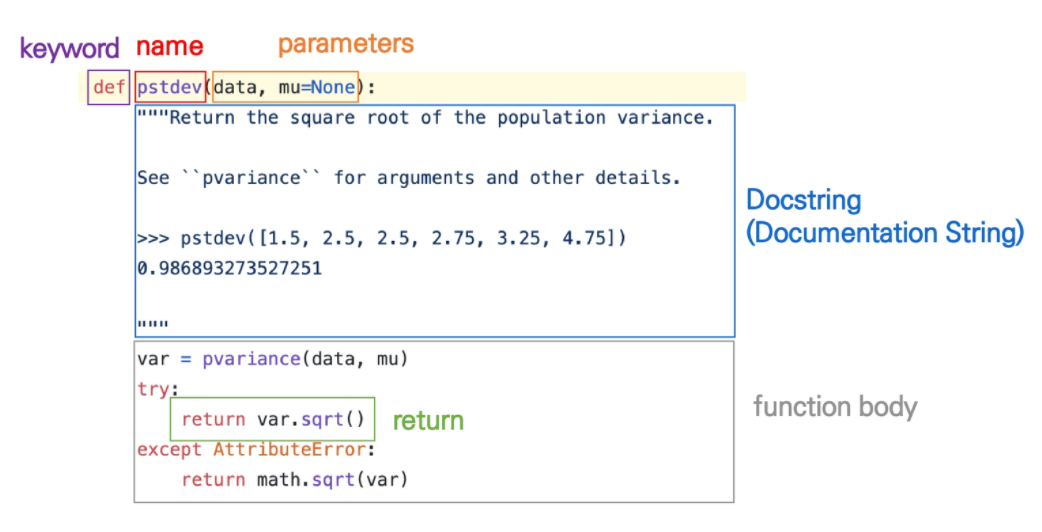 keyword name parameters
def pstdev(data, mu=None):
"""Return the square root of the population variance.
See ``pvariance`` for arguments and other details.
>>> pstdev([1.5, 2.5, 2.5, 2.75, 3.25, 4.75])
0.986893273527251
"""
Docstring
(Documentation String)
var = pvariance(data, mu)
try:
return var.sqrt() return
except AttributeError:
return math.sqrt(var)
function body